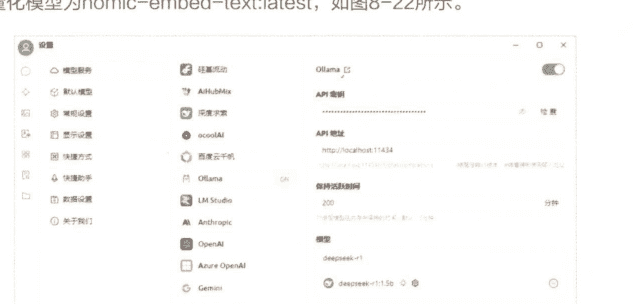 量化模型为nomic-embed-text:latest，如图8-22所示。
设置
模型服务
默认模型
常规设置
显示设置
快捷方式
快捷助手
数据设置
关于我们
硅基流动
AiHubMix
深度求索
ocoolAI
百度云千帆
Ollama ON
LM Studio
Anthropic
OpenAI
Azure OpenAI
Gemini
Ollama
API 密钥
检查
API 地址
http://localhost:11434
保持活跃时间
200 分钟
模型
deepseek-r1
deepseek-r1:1.5b